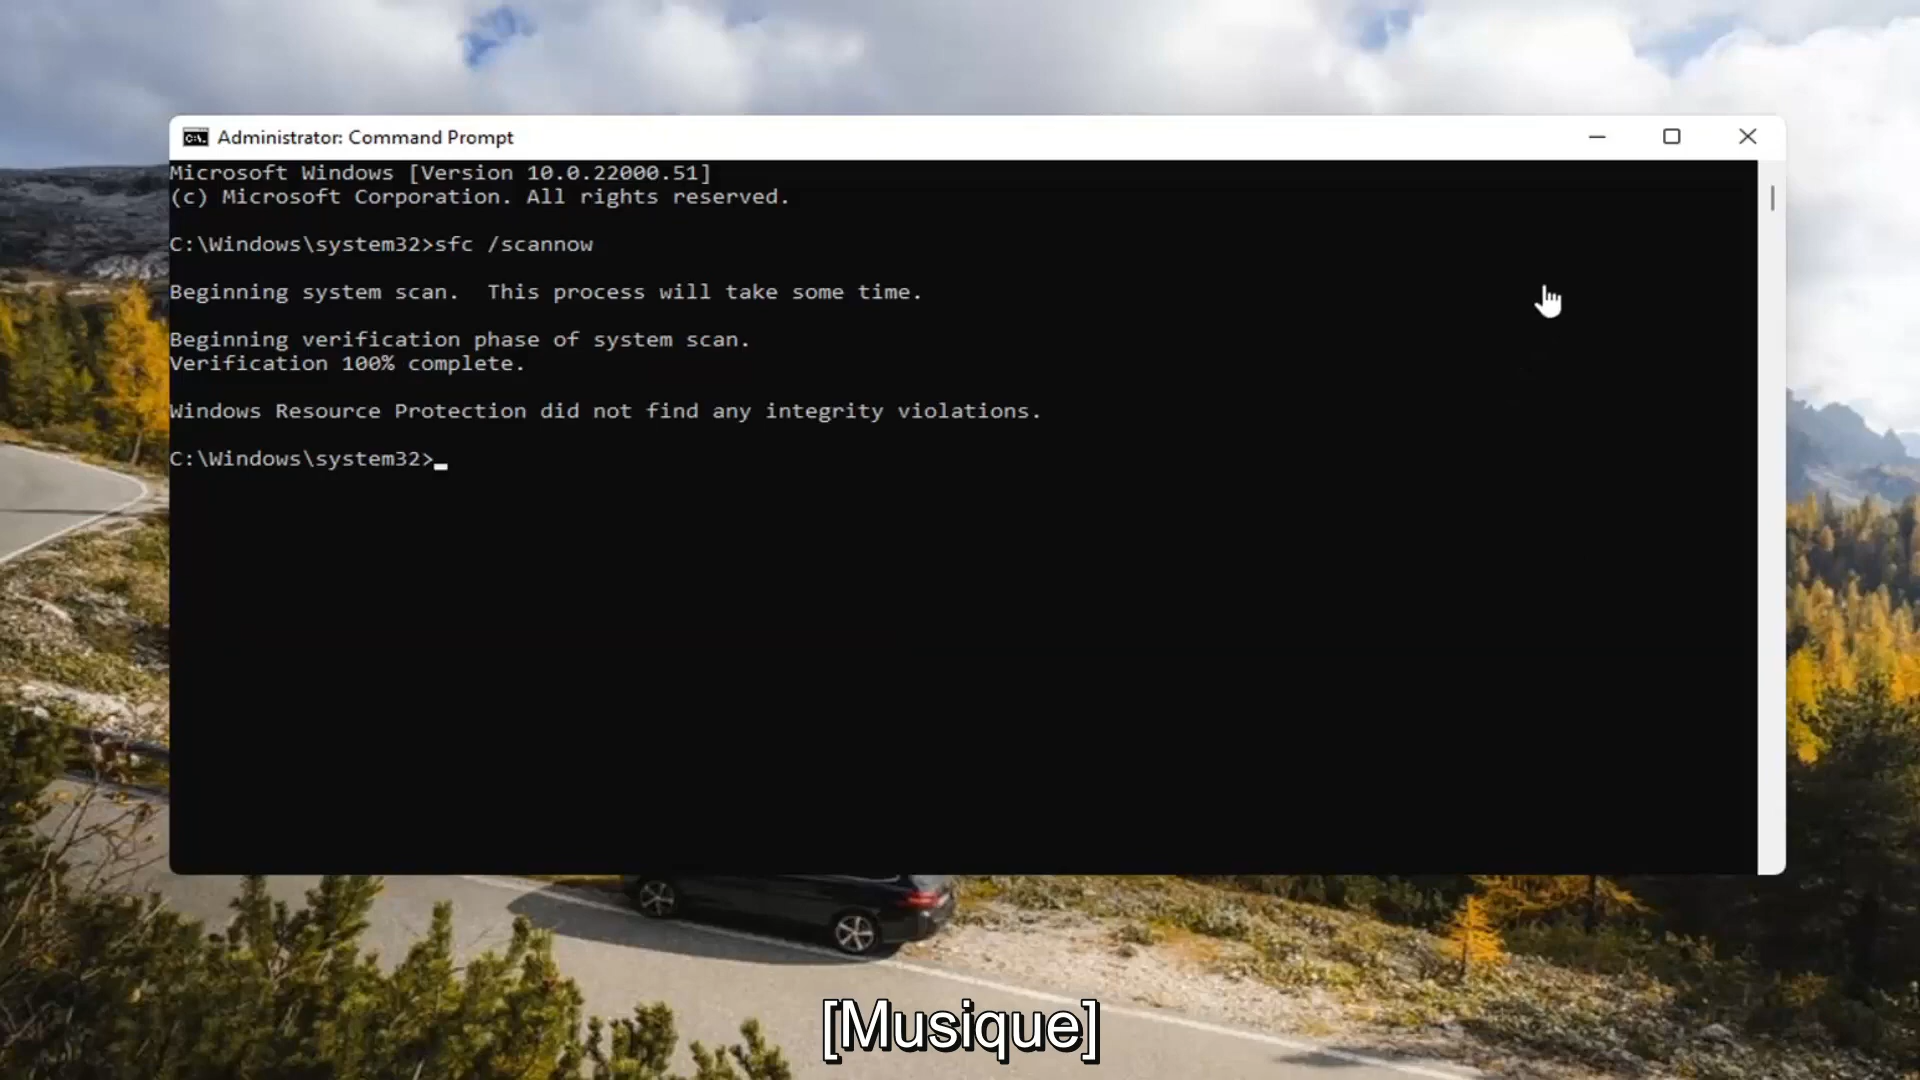 Administrator: Command Prompt
Microsoft Windows [Version 10.0.22000.51]
(c) Microsoft Corporation. All rights reserved.
C:\Windows\system32>sfc /scannow
Beginning system scan.  This process will take some time.
Beginning verification phase of system scan.
Verification 100% complete.
Windows Resource Protection did not find any integrity violations.
C:\Windows\system32>
[Musique]